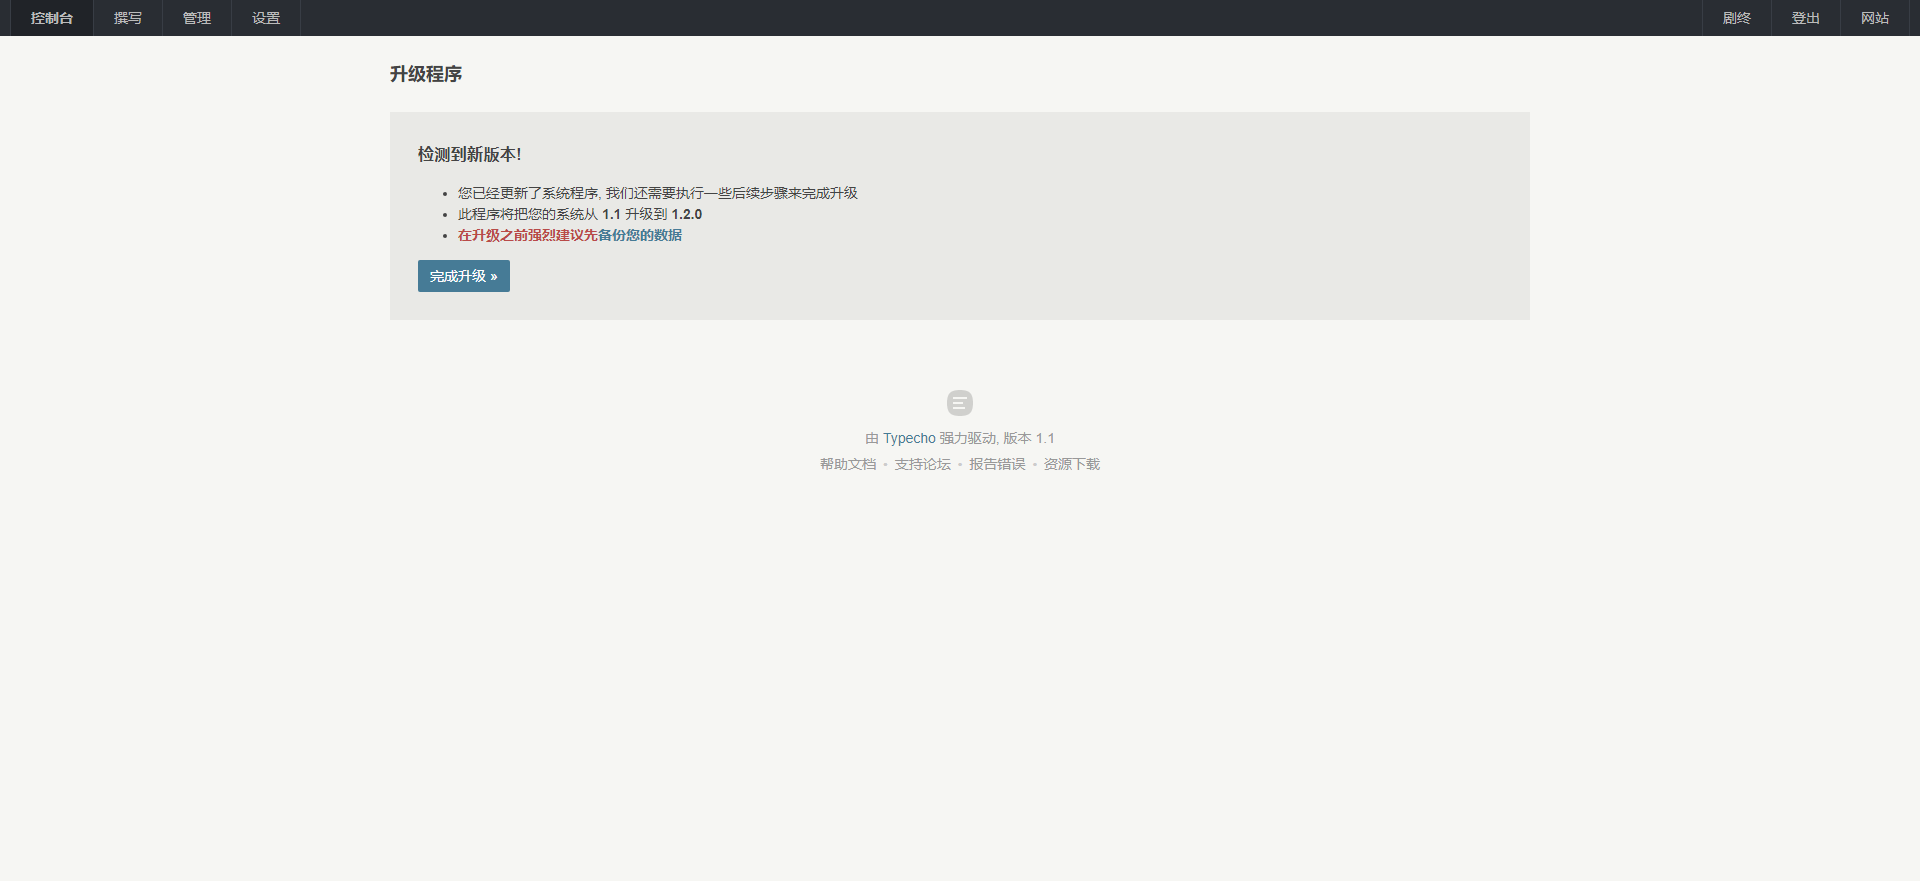 控制台 撰写 管理 设置 剧终 登出 网站
升级程序
检测到新版本!
您已经更新了系统程序, 我们还需要执行一些后续步骤来完成升级
此程序将把您的系统从 1.1 升级到 1.2.0
在升级之前强烈建议先备份您的数据
完成升级 »
由 Typecho 强力驱动, 版本 1.1
帮助文档 • 支持论坛 • 报告错误 • 资源下载